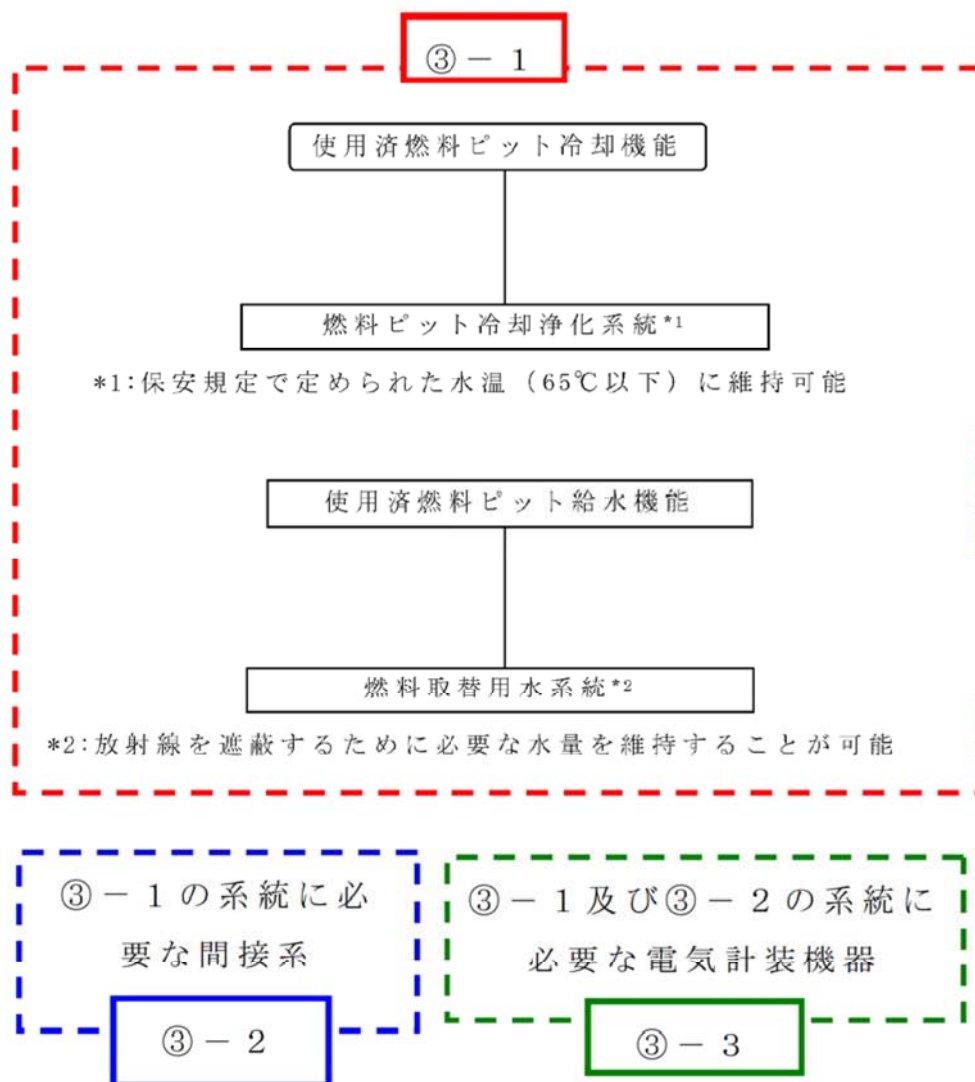 ③－1
使用済燃料ピット冷却機能
燃料ピット冷却浄化系統*1
*1:保安規定で定められた水温（65℃以下）に維持可能
使用済燃料ピット給水機能
燃料取替用水系統*2
*2:放射線を遮蔽するために必要な水量を維持することが可能
③－1の系統に必
要な間接系
③－2
③－1及び③－2の系統に
必要な電気計装機器
③－3